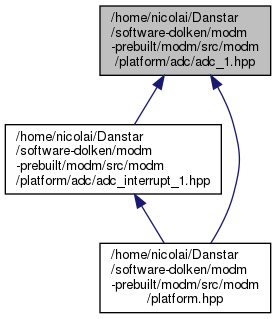 /home/nicolai/Danstar
/software-dolken/modm
-prebuilt/modm/src/modm
/platform/adc/adc_1.hpp
/home/nicolai/Danstar
/software-dolken/modm
-prebuilt/modm/src/modm
/platform/adc/adc_interrupt_1.hpp
/home/nicolai/Danstar
/software-dolken/modm
-prebuilt/modm/src/modm
/platform.hpp